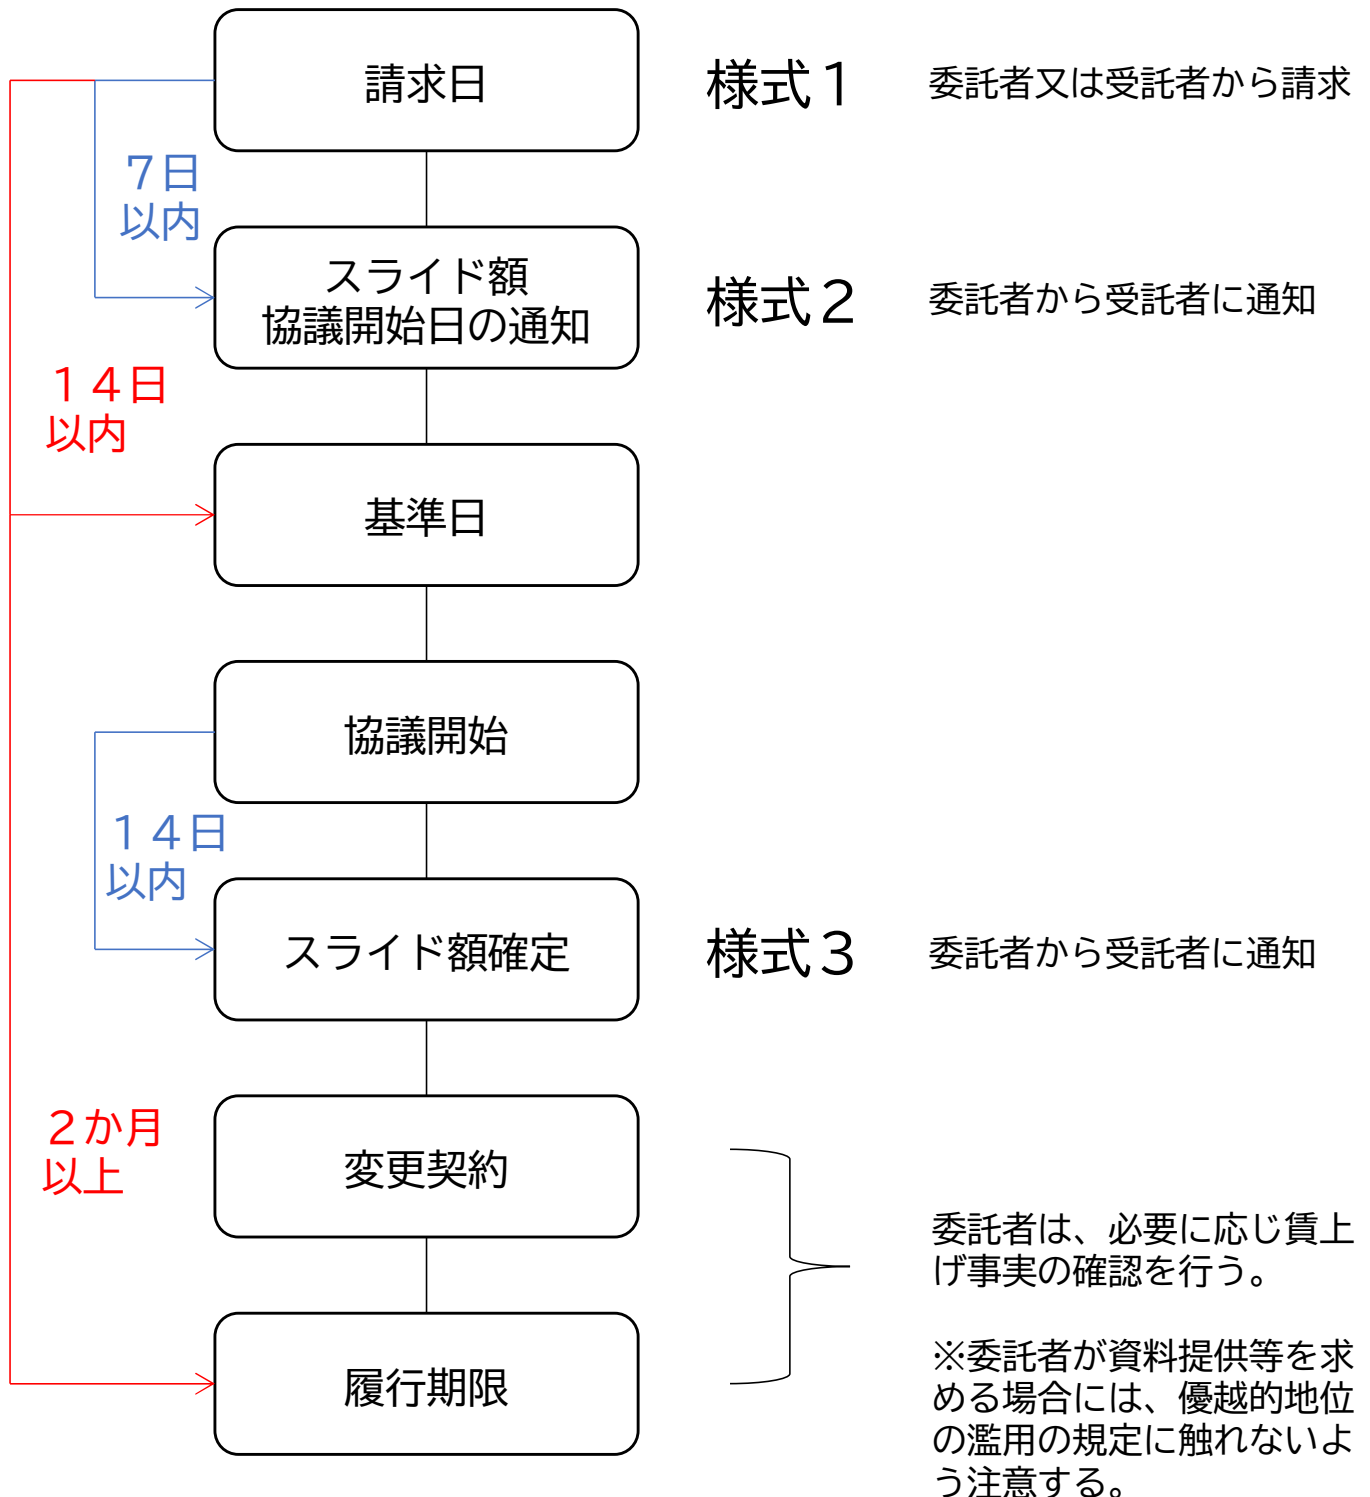 請求日
様式１
委託者又は受託者から請求
７日
以内
スライド額
協議開始日の通知
様式２
委託者から受託者に通知
１４日
以内
基準日
協議開始
１４日
以内
スライド額確定
様式３
委託者から受託者に通知
２か月
以上
変更契約
委託者は、必要に応じ賃上
げ事実の確認を行う。
※委託者が資料提供等を求
める場合には、優越的地位
の濫用の規定に触れないよ
う注意する。
履行期限